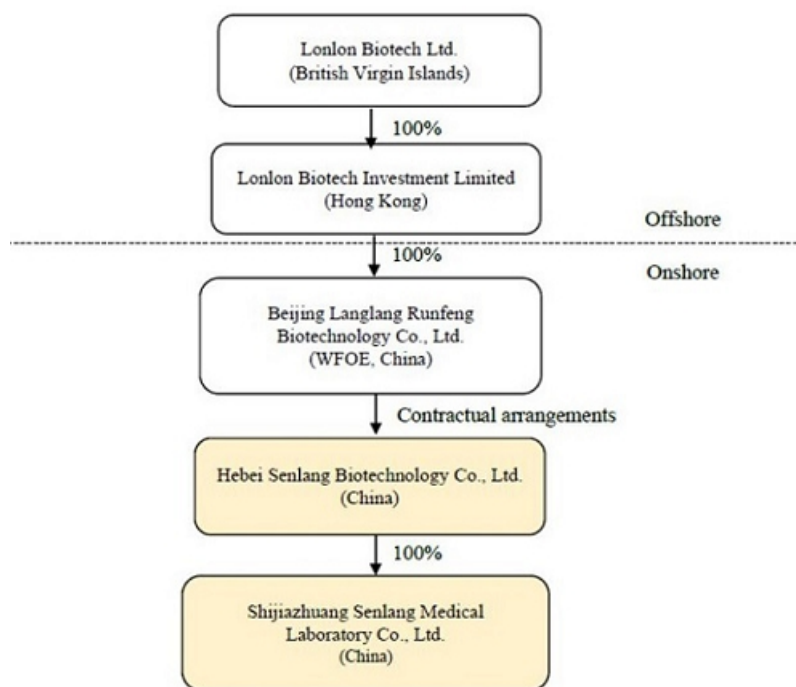 Lonlon Biotech Ltd.
(British Virgin Islands)
100%
Lonlon Biotech Investment Limited
(Hong Kong)
Offshore
100%
Onshore
Beijing Langlang Runfeng
Biotechnology Co., Ltd.
(WFOE, China)
Contractual arrangements
Hebei Senlang Biotechnology Co., Ltd.
(China)
100%
Shijiazhuang Senlang Medical
Laboratory Co., Ltd.
(China)